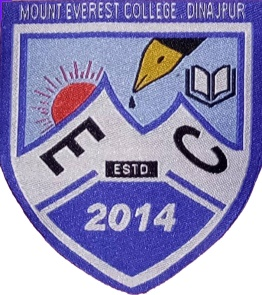 MOUNT EVEREST COLLEGE. DINAJPUR
E C
ESTD.
2014